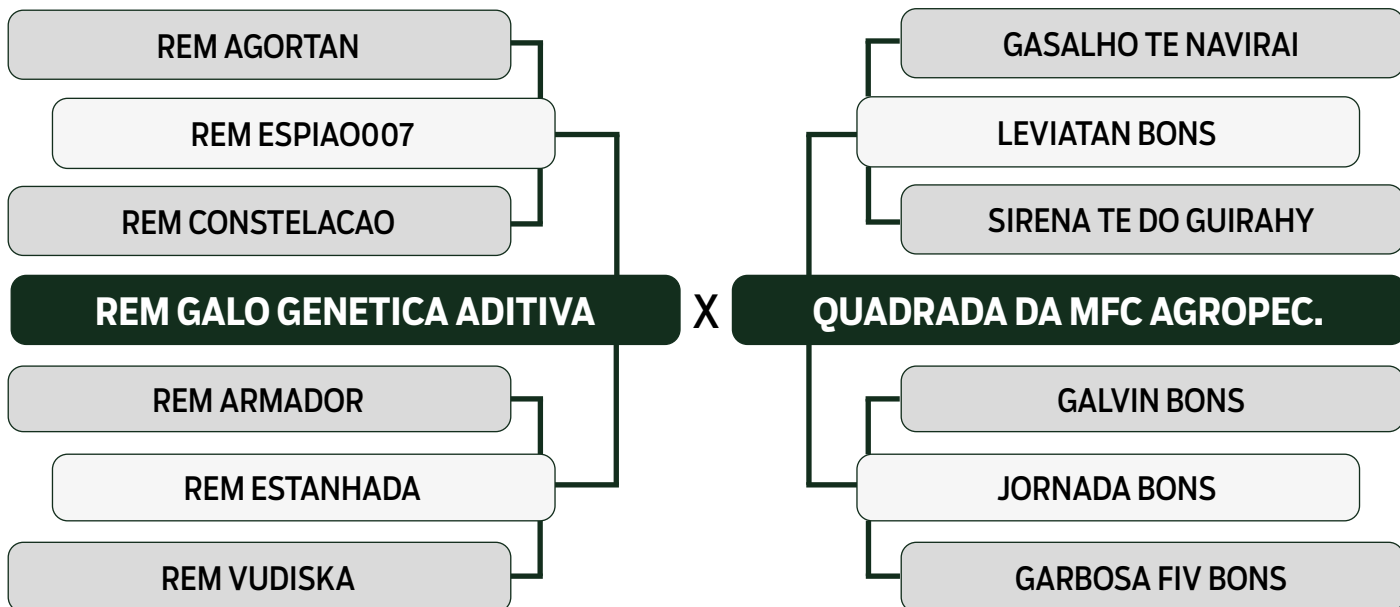 REM AGORTAN
REM ESPIAO007
REM CONSTELACAO
REM GALO GENETICA ADITIVA
REM ARMADOR
REM ESTANHADA
REM VUDISKA
X
GASALHO TE NAVIRAI
LEVIATAN BONS
SIRENA TE DO GUIRAHY
QUADRADA DA MFC AGROPEC.
GALVIN BONS
JORNADA BONS
GARBOSA FIV BONS